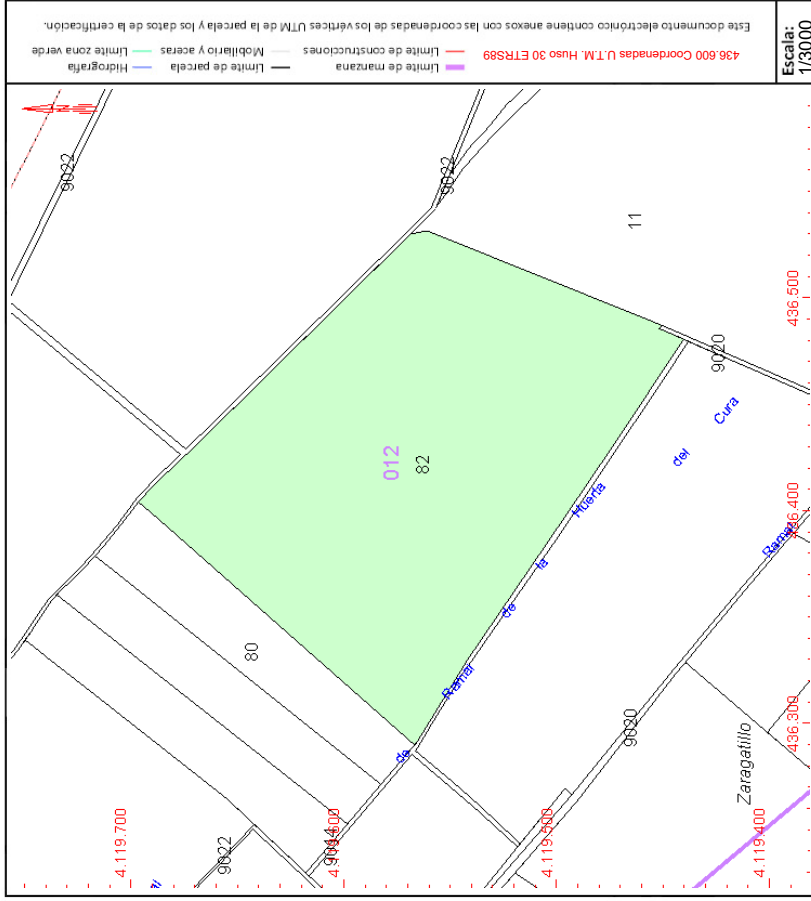 Este documento electrónico contiene anexos con las coordenadas de los vértices UTM de la parcela y los datos de la certificación.
436.600 Coordenadas U.T.M. Huso 30 ETRS89
Límite de manzana
Límite de parcela
Límite zona verde
Límite de construcciones
Mobiliario y aceras
Hidrografía
Escala:
1/3000
9022
9022
11
436.500
9020
012
82
Ramal de la Huerta del Cura
436.400
Ramal
80
de
9020
436.300
Zaragatillo
4.119.700
9022
9044
4.119.500
4.119.400